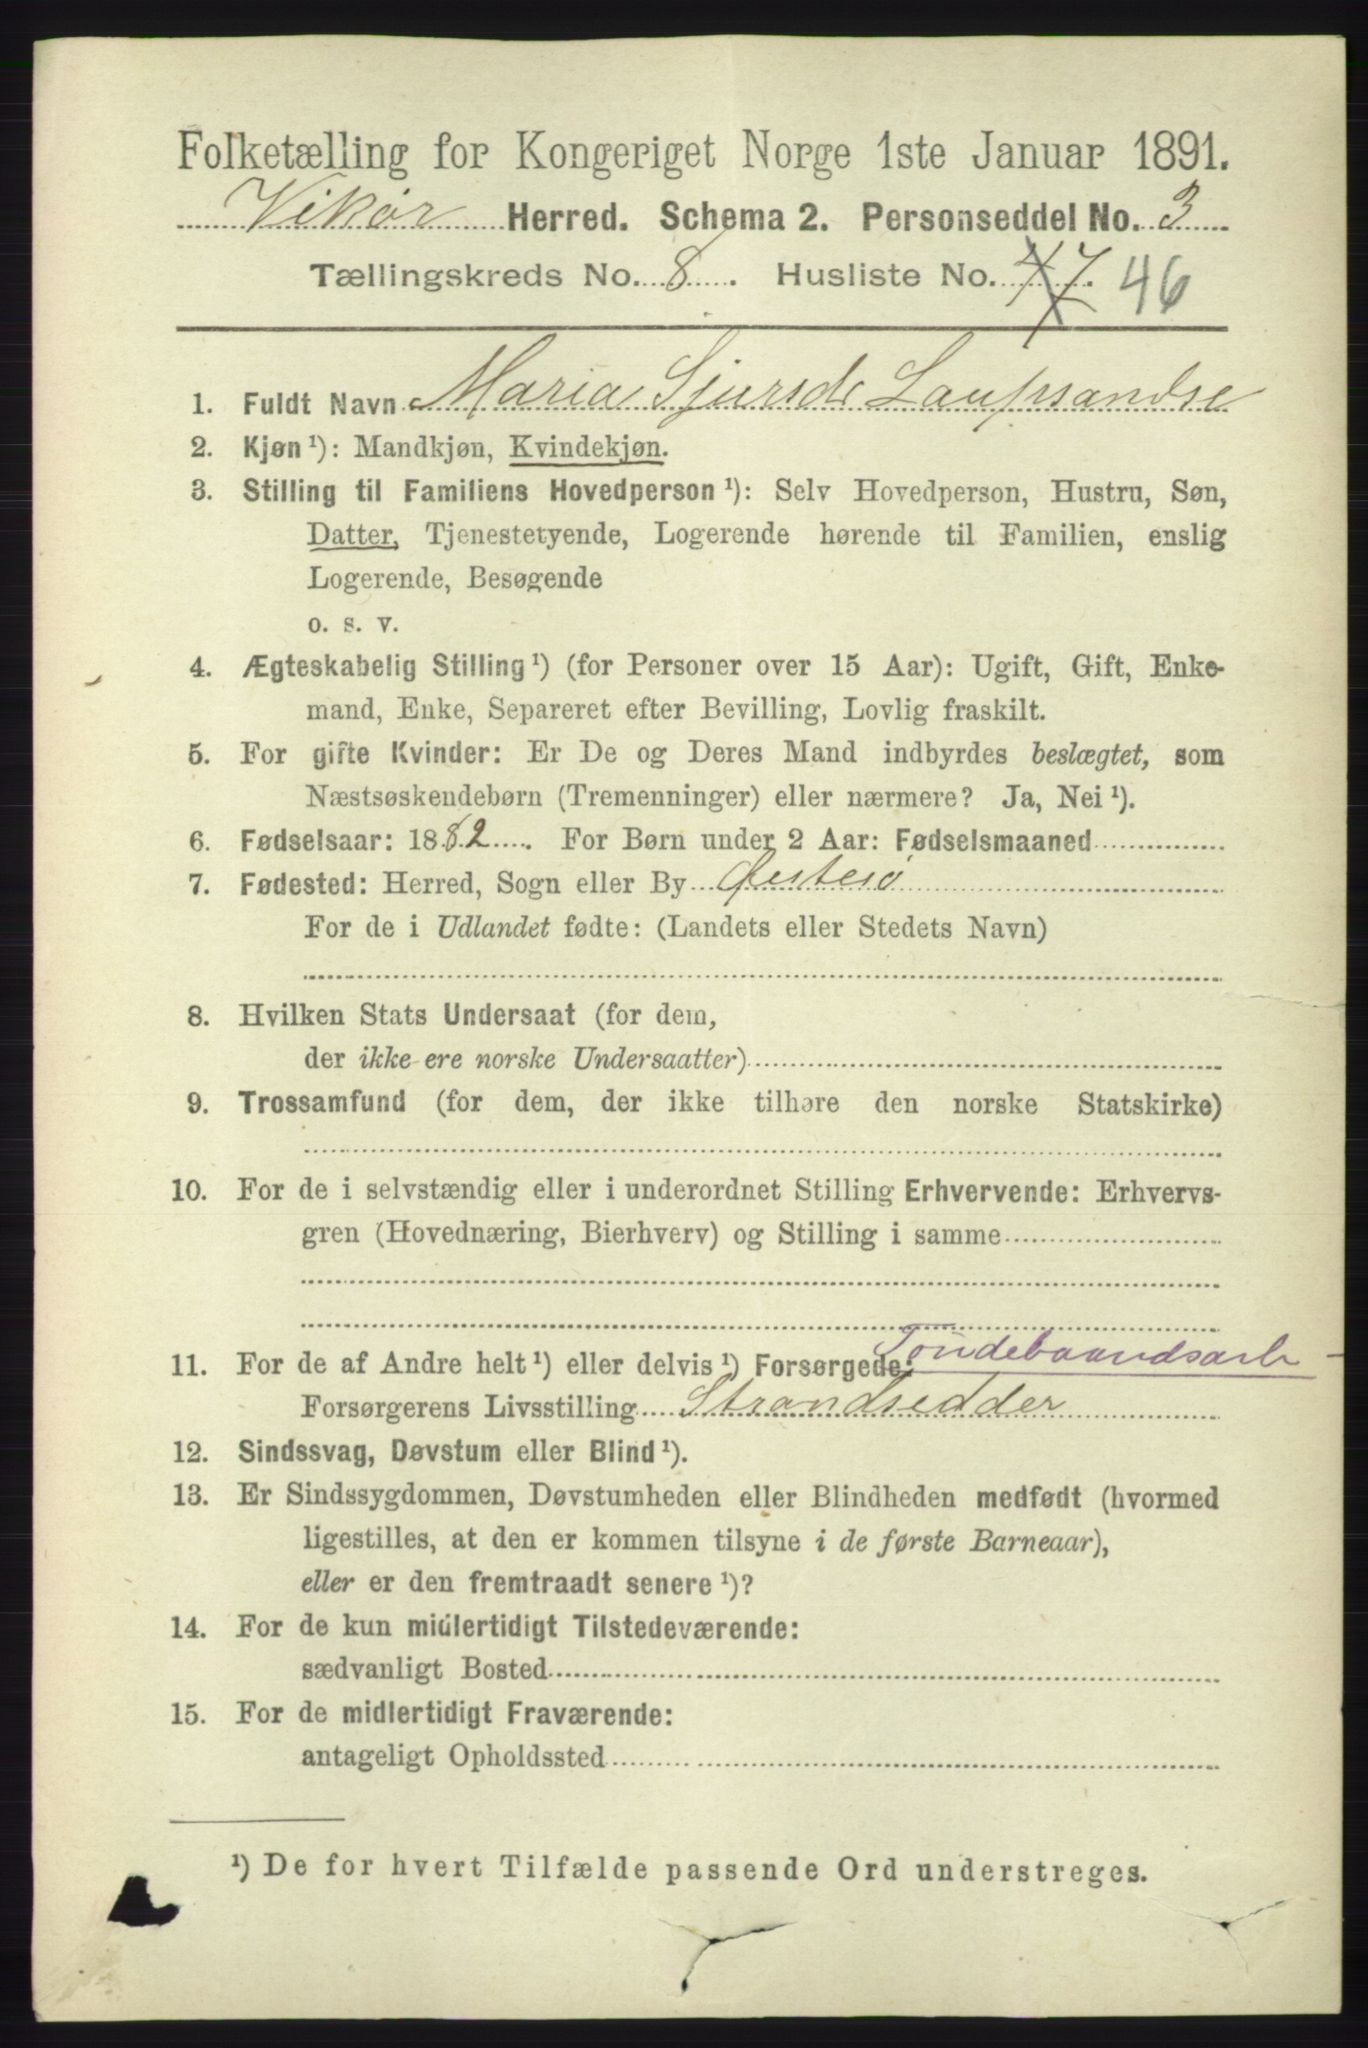 Folketælling for Kongeriget Norge 1ste Januar 1891.
Vikør Herred. Schema 2. Personseddel No. 3
Tællingskreds No. 8. Husliste No. 47. 46
1. Fuldt Navn Maria Sjursdr Laupsandse
2. Kjøn ¹): Mandkjøn, Kvindekjøn.
3. Stilling til Familiens Hovedperson ¹): Selv Hovedperson, Hustru, Søn,
Datter, Tjenestetyende, Logerende hørende til Familien, enslig
Logerende, Besøgende
o. s. v.
4. Ægteskabelig Stilling ¹) (for Personer over 15 Aar): Ugift, Gift, Enke-
mand, Enke, Separeret efter Bevilling, Lovlig fraskilt.
5. For gifte Kvinder: Er De og Deres Mand indbyrdes beslægtet, som
Næstsøskendebørn (Tremenninger) eller nærmere? Ja, Nei ¹).
6. Fødselsaar: 1882. For Børn under 2 Aar: Fødselsmaaned
7. Fødested: Herred, Sogn eller By Østesø
For de i Udlandet fødte: (Landets eller Stedets Navn)
8. Hvilken Stats Undersaat (for dem,
der ikke ere norske Undersaatter)
9. Trossamfund (for dem, der ikke tilhøre den norske Statskirke)
10. For de i selvstændig eller i underordnet Stilling Erhvervende: Erhvervs-
gren (Hovednæring, Bierhverv) og Stilling i samme
Tøndebaandsarb
11. For de af Andre helt ¹) eller delvis ¹) Forsørgede:
Forsørgerens Livsstilling Strandsedder
12. Sindssvag, Døvstum eller Blind ¹).
13. Er Sindssygdommen, Døvstumheden eller Blindheden medfødt (hvormed
ligestilles, at den er kommen tilsyne i de første Barneaar),
eller er den fremtraadt senere ¹)?
14. For de kun midlertidigt Tilstedeværende:
sædvanligt Bosted
15. For de midlertidigt Fraværende:
antageligt Opholdssted
¹) De for hvert Tilfælde passende Ord understreges.